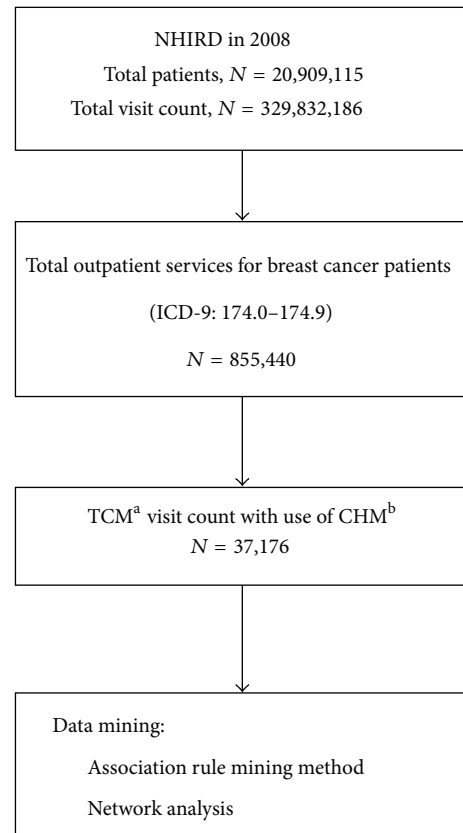 NHIRD in 2008
Total patients, N = 20,909,115
Total visit count, N = 329,832,186
Total outpatient services for breast cancer patients
(ICD-9: 174.0–174.9)
N = 855,440
TCMᵃ visit count with use of CHMᵇ
N = 37,176
Data mining:
Association rule mining method
Network analysis